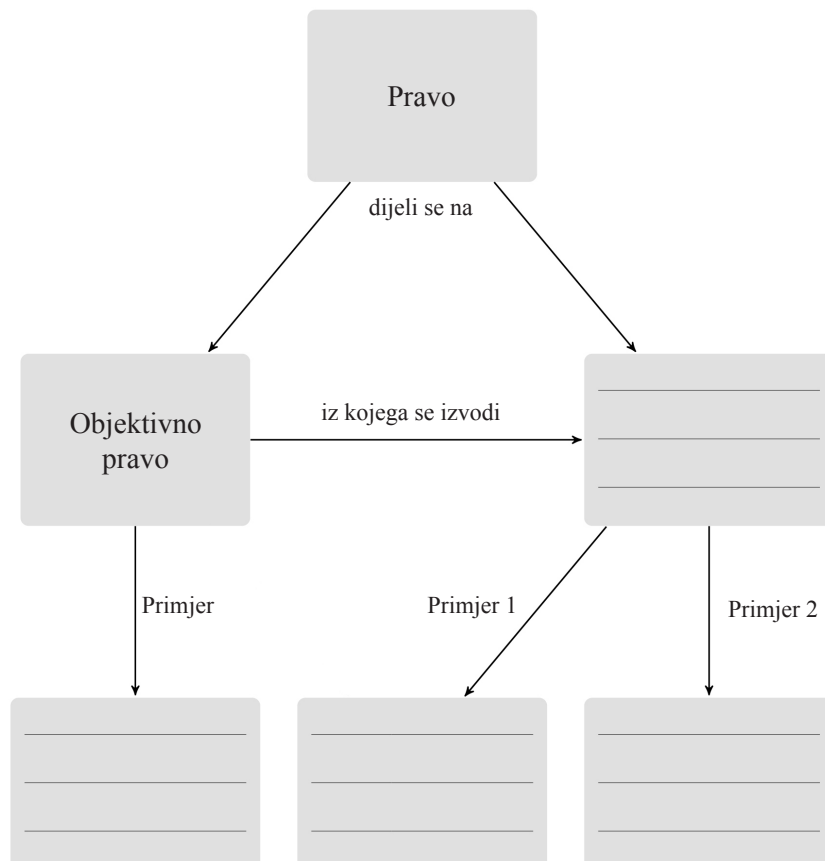 Pravo
dijeli se na
iz kojega se izvodi
Objektivno
pravo
Primjer
Primjer 1
Primjer 2